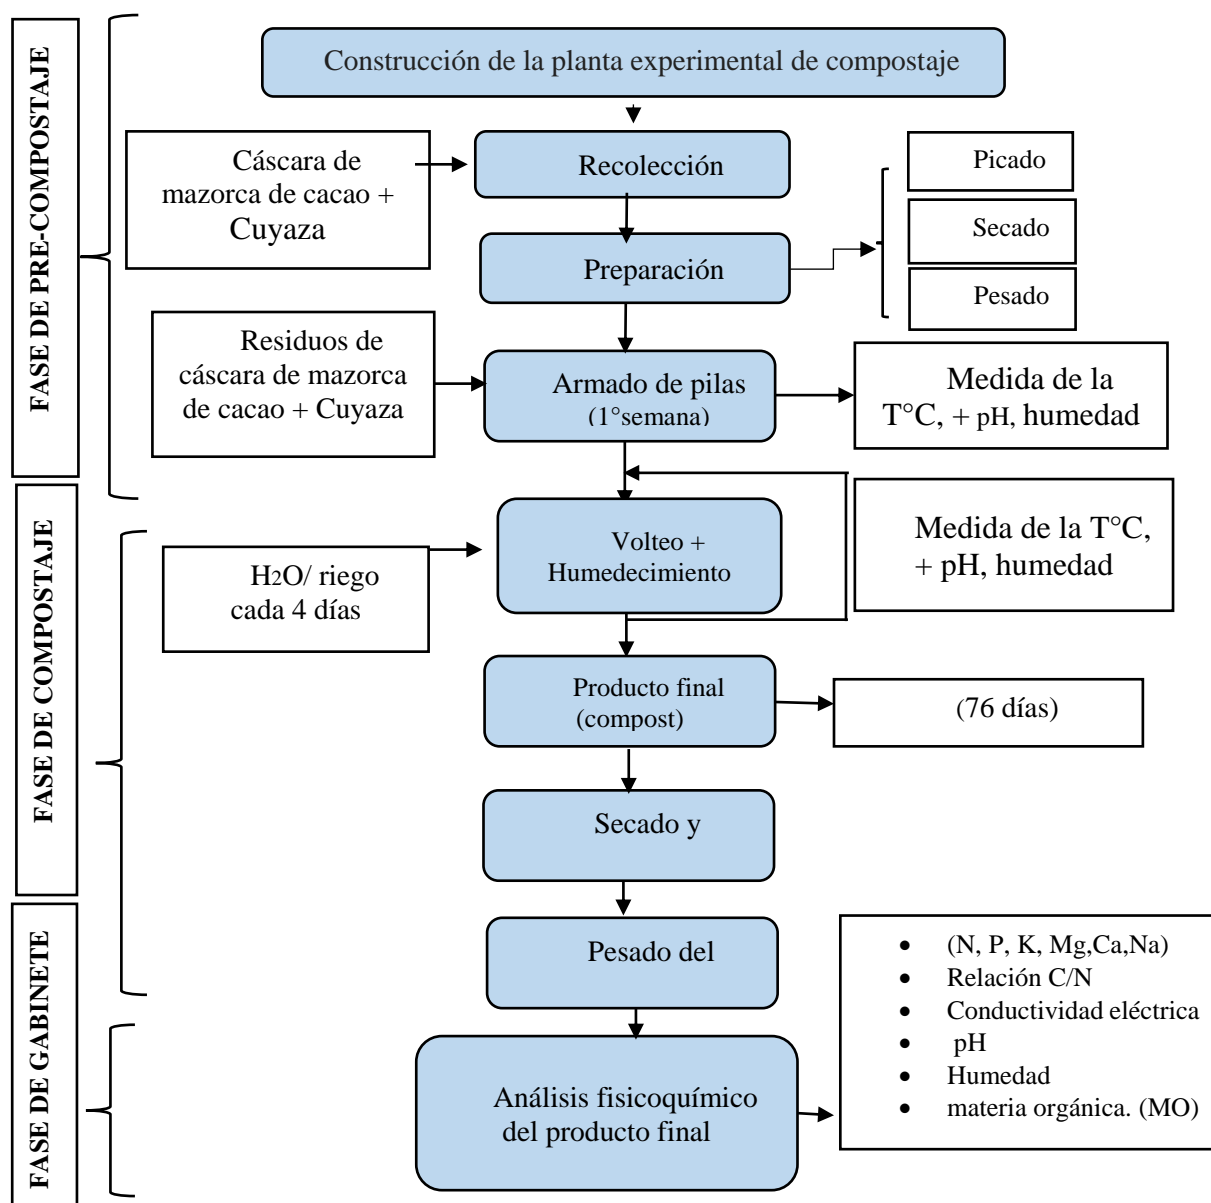 FASE DE PRE-COMPOSTAJE
Construcción de la planta experimental de compostaje
Cáscara de
mazorca de cacao +
Cuyaza
Recolección
Picado
Secado
Pesado
Preparación
Residuos de
cáscara de mazorca
de cacao + Cuyaza
Armado de pilas
(1°semana)
Medida de la
T°C, + pH, humedad
FASE DE COMPOSTAJE
H2O/ riego
cada 4 días
Volteo +
Humedecimiento
Medida de la T°C,
+ pH, humedad
Producto final
(compost)
(76 días)
Secado y
Pesado del
FASE DE GABINETE
Análisis fisicoquímico
del producto final
• (N, P, K, Mg,Ca,Na)
• Relación C/N
• Conductividad eléctrica
• pH
• Humedad
• materia orgánica. (MO)